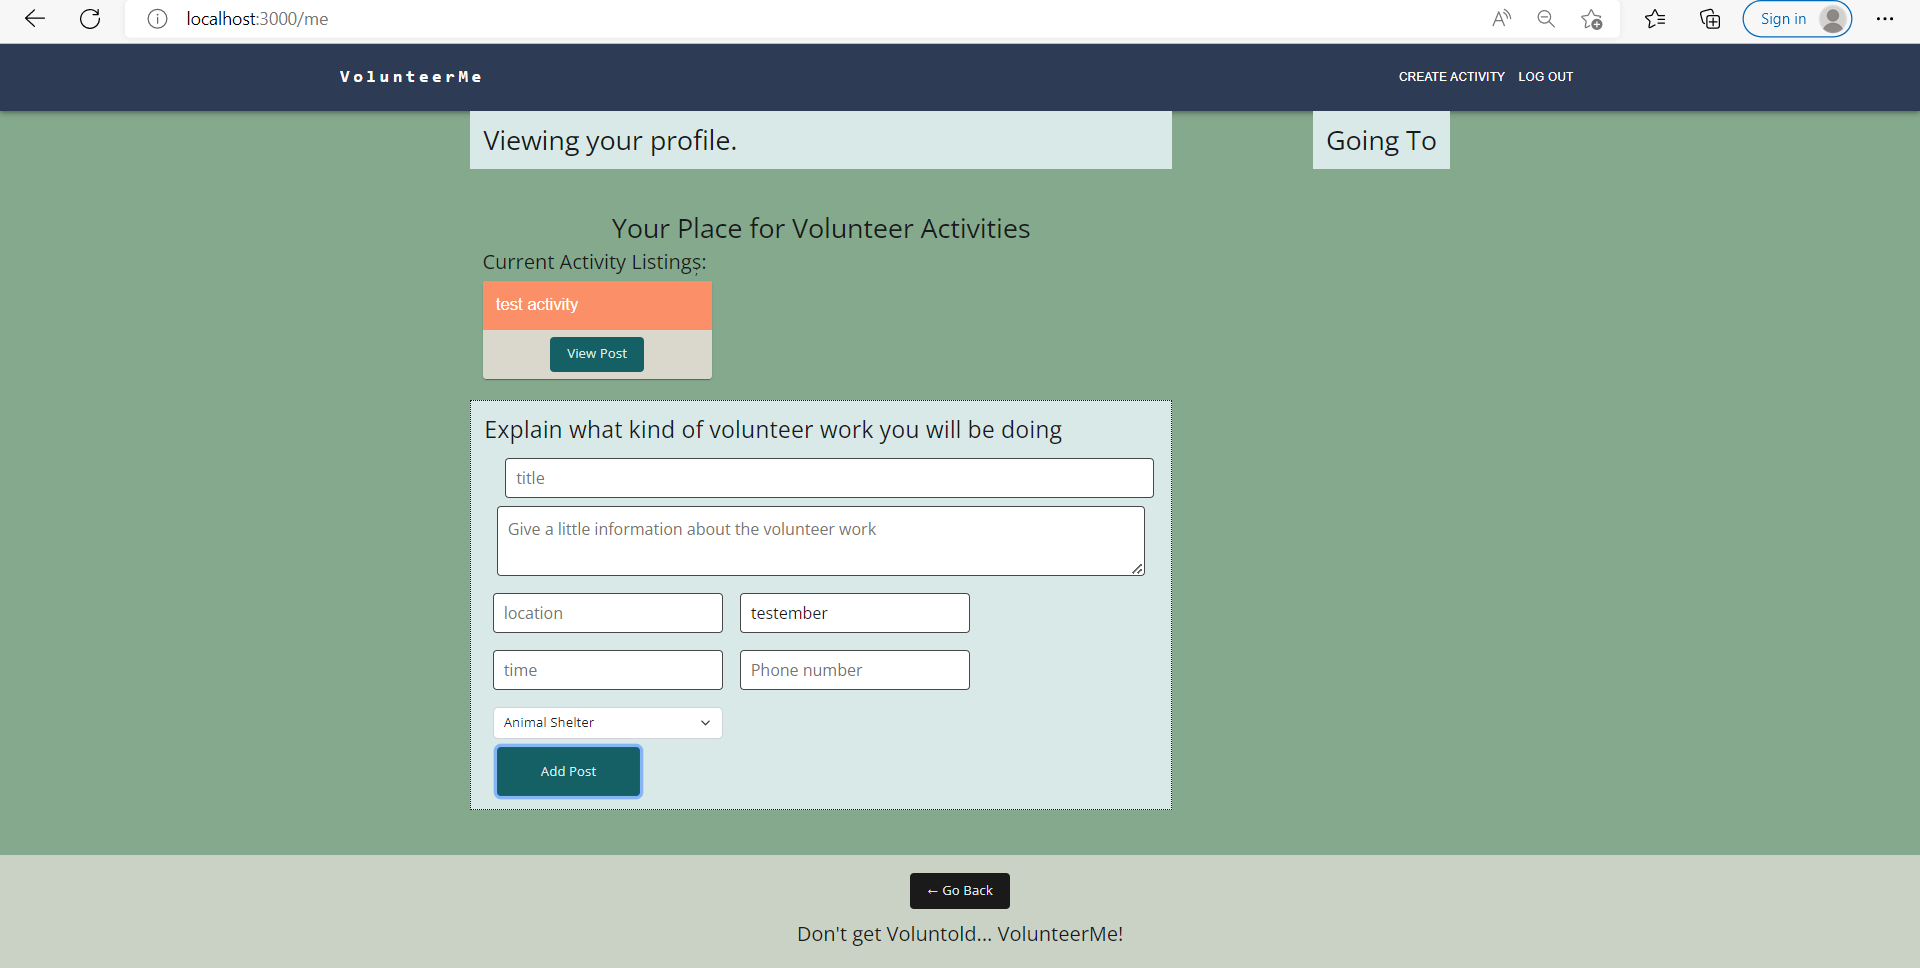 localhost:3000/me
Sign in
VolunteerMe
CREATE ACTIVITY LOG OUT
Viewing your profile.
Going To
Your Place for Volunteer Activities
Current Activity Listings:
test activity
View Post
Explain what kind of volunteer work you will be doing
title
Give a little information about the volunteer work
location
testember
time
Phone number
Animal Shelter
Add Post
← Go Back
Don't get Voluntold... VolunteerMe!